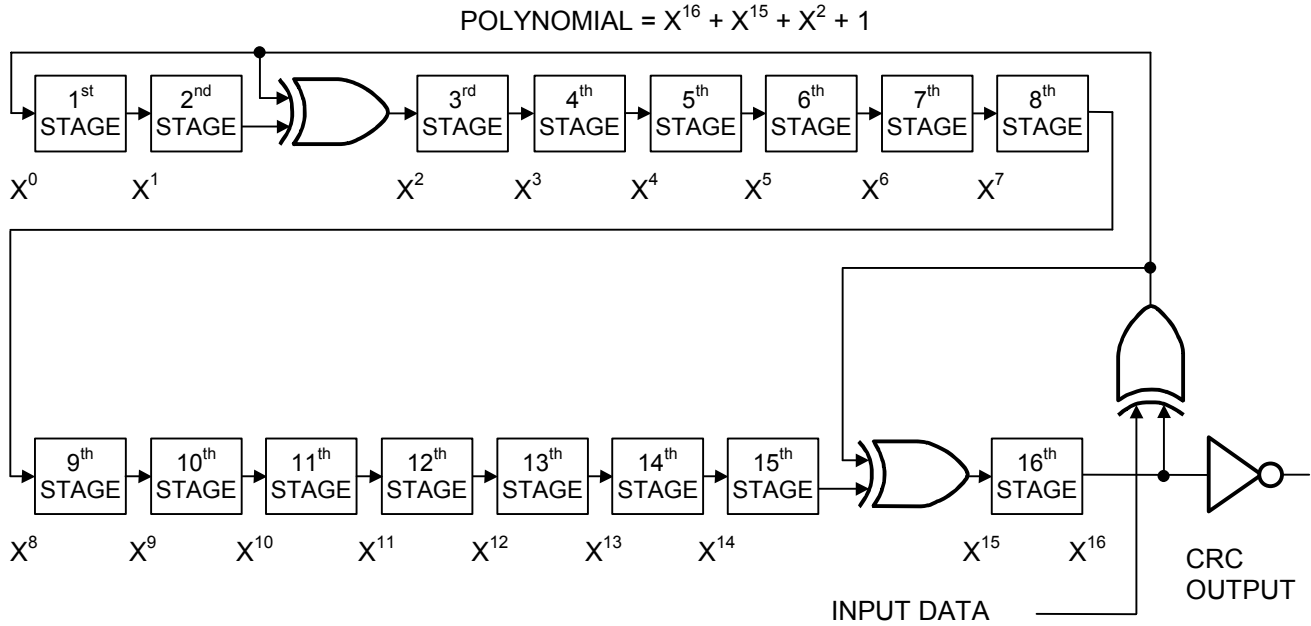 POLYNOMIAL = X¹⁶ + X¹⁵ + X² + 1
1ˢᵗ STAGE
2ⁿᵈ STAGE
3ʳᵈ STAGE
4ᵗʰ STAGE
5ᵗʰ STAGE
6ᵗʰ STAGE
7ᵗʰ STAGE
8ᵗʰ STAGE
X⁰ X¹ X² X³ X⁴ X⁵ X⁶ X⁷
9ᵗʰ STAGE
10ᵗʰ STAGE
11ᵗʰ STAGE
12ᵗʰ STAGE
13ᵗʰ STAGE
14ᵗʰ STAGE
15ᵗʰ STAGE
16ᵗʰ STAGE
X⁸ X⁹ X¹⁰ X¹¹ X¹² X¹³ X¹⁴ X¹⁵ X¹⁶
CRC
OUTPUT
INPUT DATA